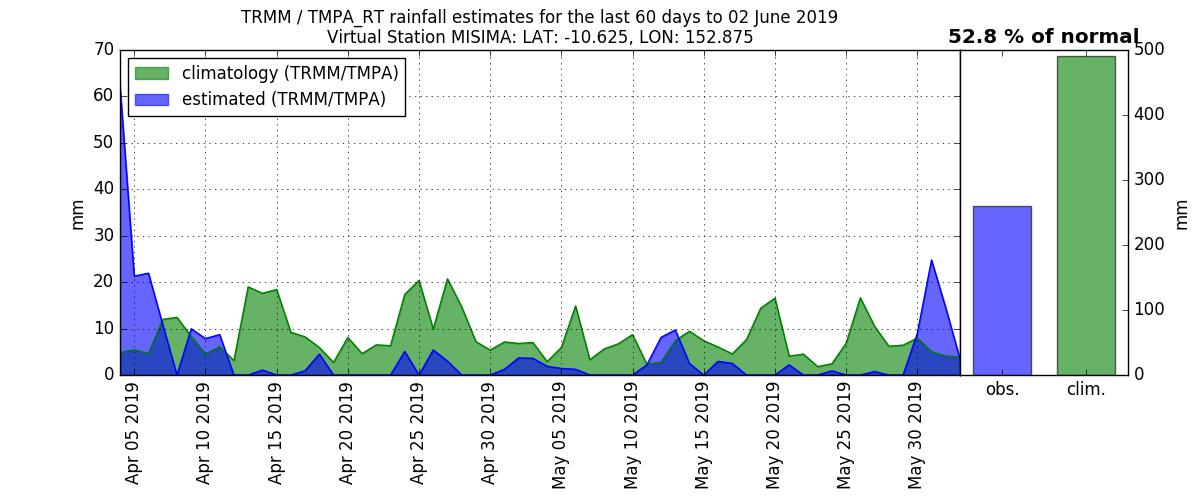 TRMM / TMPA_RT rainfall estimates for the last 60 days to 02 June 2019
Virtual Station MISIMA: LAT: -10.625, LON: 152.875
52.8 % of normal
climatology (TRMM/TMPA)
estimated (TRMM/TMPA)
mm
70
60
50
40
30
20
10
0
Apr 05 2019
Apr 10 2019
Apr 15 2019
Apr 20 2019
Apr 25 2019
Apr 30 2019
May 05 2019
May 10 2019
May 15 2019
May 20 2019
May 25 2019
May 30 2019
obs.
clim.
500
400
300
200
100
0
mm